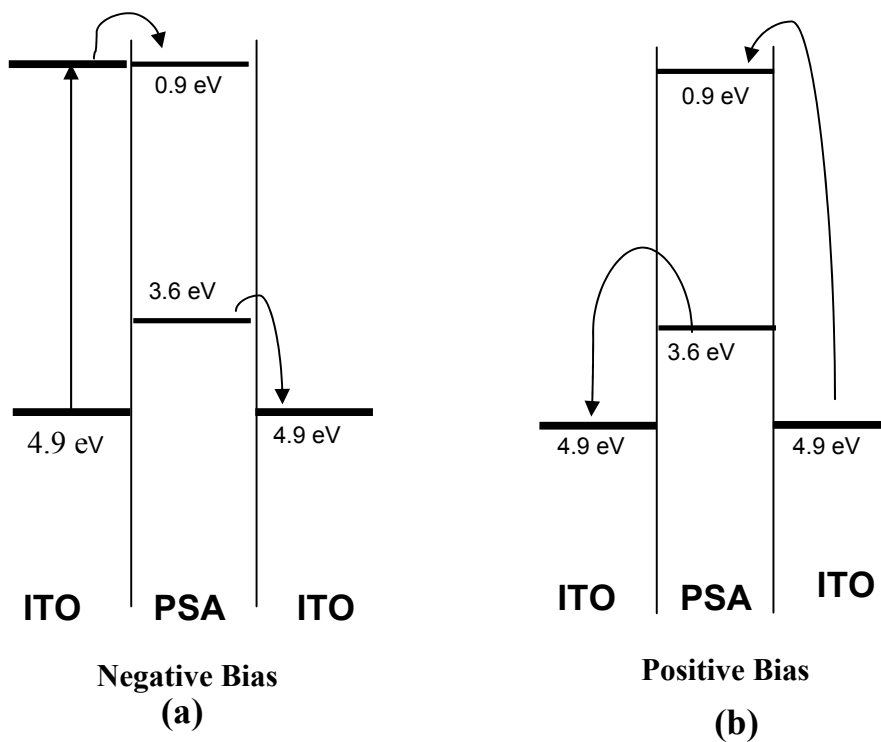 0.9 eV
3.6 eV
4.9 eV
4.9 eV
ITO
PSA
ITO
Negative Bias
(a)
0.9 eV
3.6 eV
4.9 eV
4.9 eV
ITO
PSA
ITO
Positive Bias
(b)